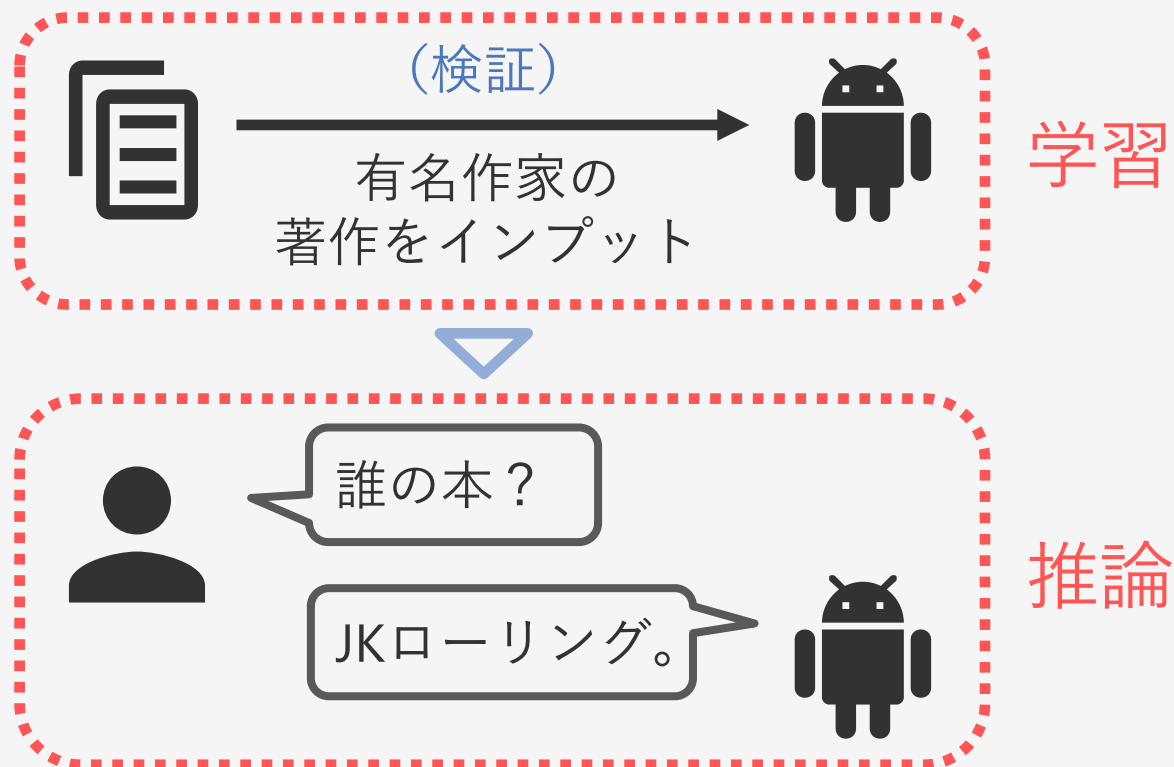 （検証）
有名作家の
著作をインプット
学習
誰の本？
JKローリング。
推論